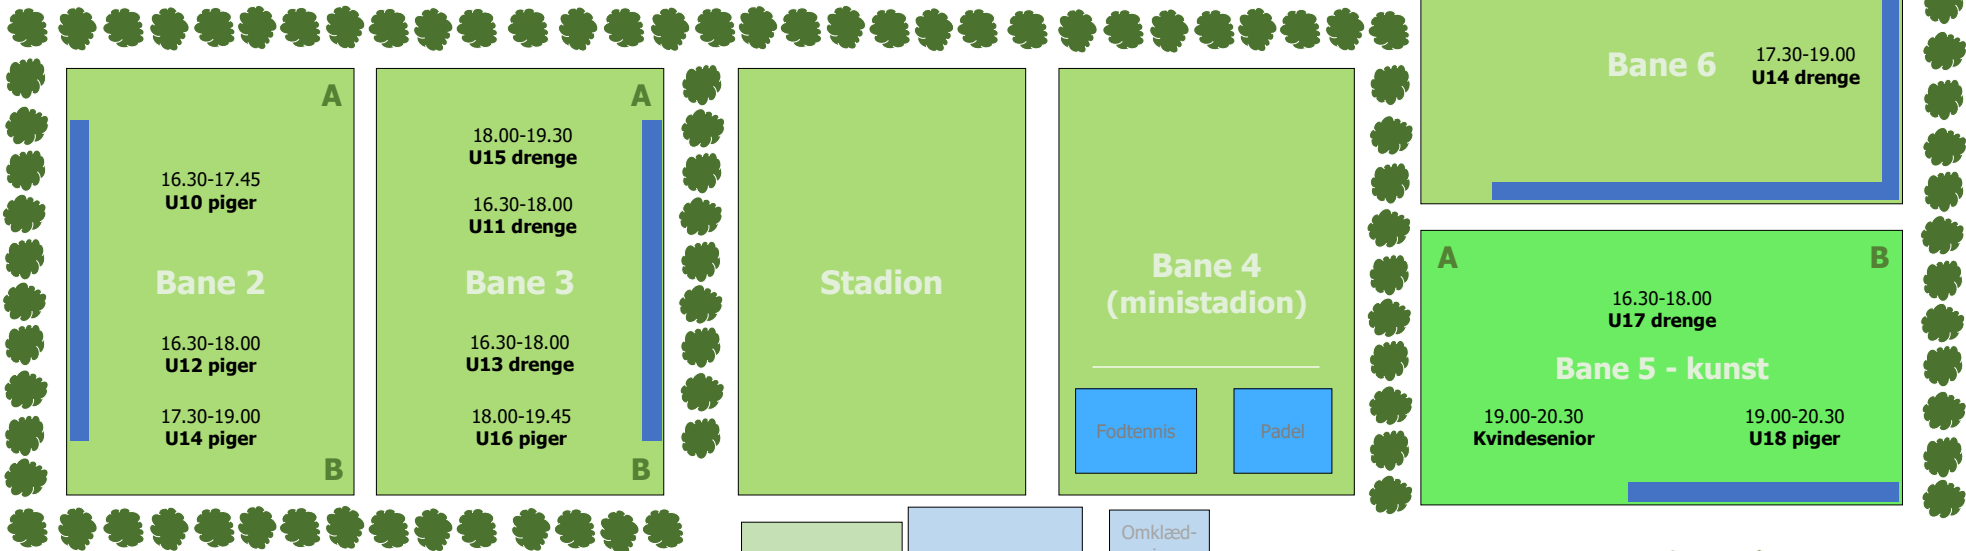 A
16.30-17.45
U10 piger
Bane 2
16.30-18.00
U12 piger
17.30-19.00
U14 piger
B
A
18.00-19.30
U15 drenge
16.30-18.00
U11 drenge
Bane 3
16.30-18.00
U13 drenge
18.00-19.45
U16 piger
B
Stadion
Bane 4
(ministadion)
Fodtennis
Padel
Omklæd-
Bane 6
17.30-19.00
U14 drenge
A
B
16.30-18.00
U17 drenge
Bane 5 - kunst
19.00-20.30
Kvindesenior
19.00-20.30
U18 piger